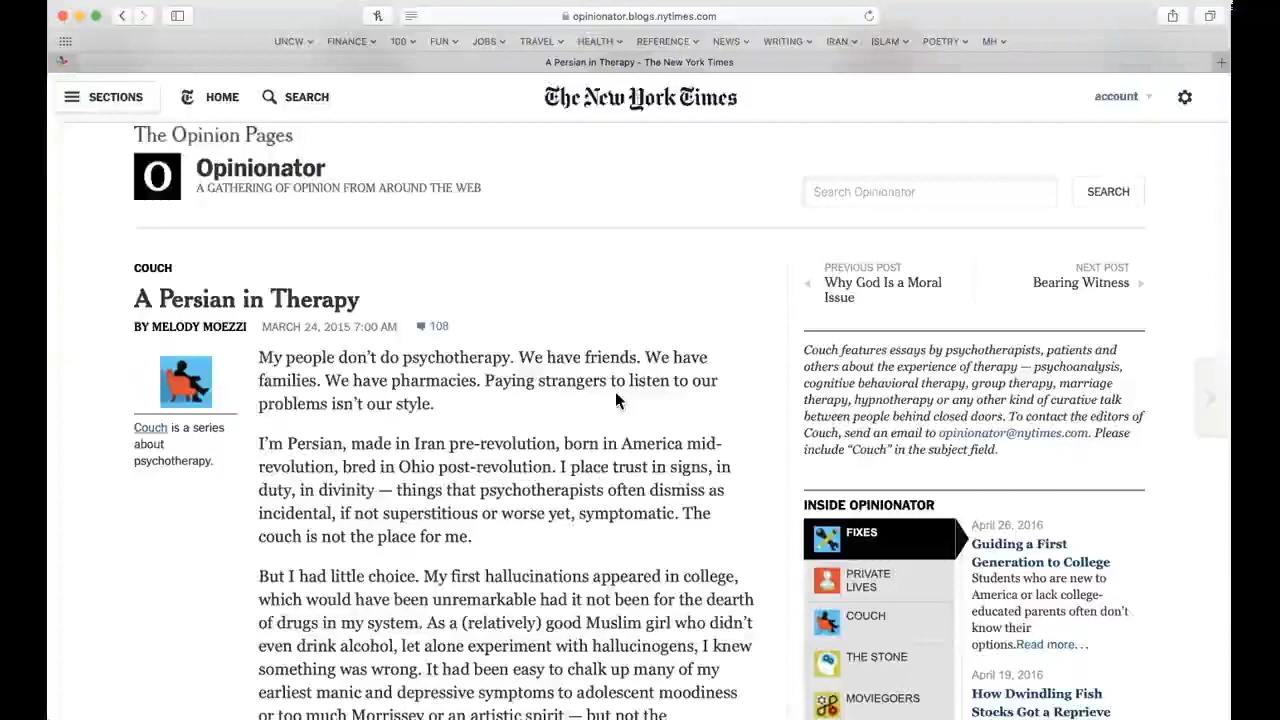 opinionator.blogs.nytimes.com
UNCW FINANCE 100 FUN JOBS TRAVEL HEALTH REFERENCE NEWS WRITING IRAN ISLAM POETRY MH
A Persian in Therapy - The New York Times
SECTIONS HOME SEARCH The New York Times account
The Opinion Pages
O Opinionator
A GATHERING OF OPINION FROM AROUND THE WEB
Search Opinionator SEARCH
COUCH
A Persian in Therapy
BY MELODY MOEZZI MARCH 24, 2015 7:00 AM 108
Couch is a series
about
psychotherapy.
My people don’t do psychotherapy. We have friends. We have
families. We have pharmacies. Paying strangers to listen to our
problems isn’t our style.
I’m Persian, made in Iran pre-revolution, born in America mid-
revolution, bred in Ohio post-revolution. I place trust in signs, in
duty, in divinity — things that psychotherapists often dismiss as
incidental, if not superstitious or worse yet, symptomatic. The
couch is not the place for me.
But I had little choice. My first hallucinations appeared in college,
which would have been unremarkable had it not been for the dearth
of drugs in my system. As a (relatively) good Muslim girl who didn’t
even drink alcohol, let alone experiment with hallucinogens, I knew
something was wrong. It had been easy to chalk up many of my
earliest manic and depressive symptoms to adolescent moodiness
or too much Morrissey or an artistic spirit — but not the
PREVIOUS POST
Why God Is a Moral
Issue
NEXT POST
Bearing Witness
Couch features essays by psychotherapists, patients and
others about the experience of therapy — psychoanalysis,
cognitive behavioral therapy, group therapy, marriage
therapy, hypnotherapy or any other kind of curative talk
between people behind closed doors. To contact the editors of
Couch, send an email to opinionator@nytimes.com. Please
include “Couch” in the subject field.
INSIDE OPINIONATOR
FIXES
PRIVATE
LIVES
COUCH
THE STONE
MOVIEGOERS
April 26, 2016
Guiding a First
Generation to College
Students who are new to
America or lack college-
educated parents often don’t
know their
options.Read more…
April 19, 2016
How Dwindling Fish
Stocks Got a Reprieve